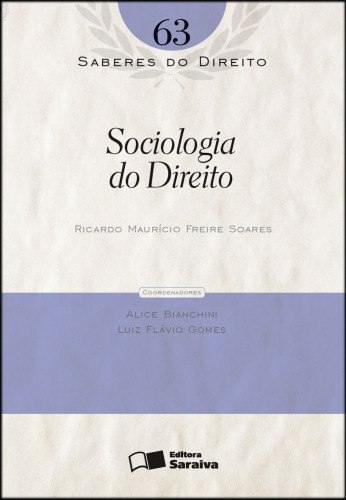 63
SABERES DO DIREITO
Sociologia
do Direito
RICARDO MAURÍCIO FREIRE SOARES
COORDENADORES
ALICE BIANCHINI
LUIZ FLÁVIO GOMES
Editora
Saraiva